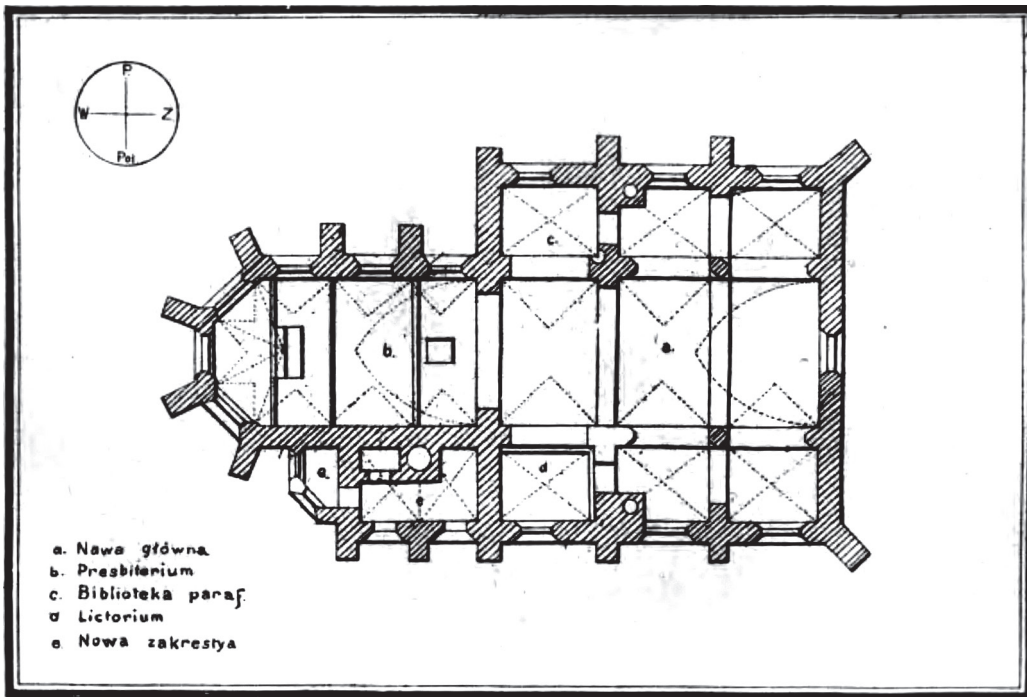 P.
W Z.
Poł.
c.
b.
a.
e.
d
e
a. Nawa główna
b. Presbiterium
c. Biblioteka paraf.
d Lictorium
e. Nowa zakrestya